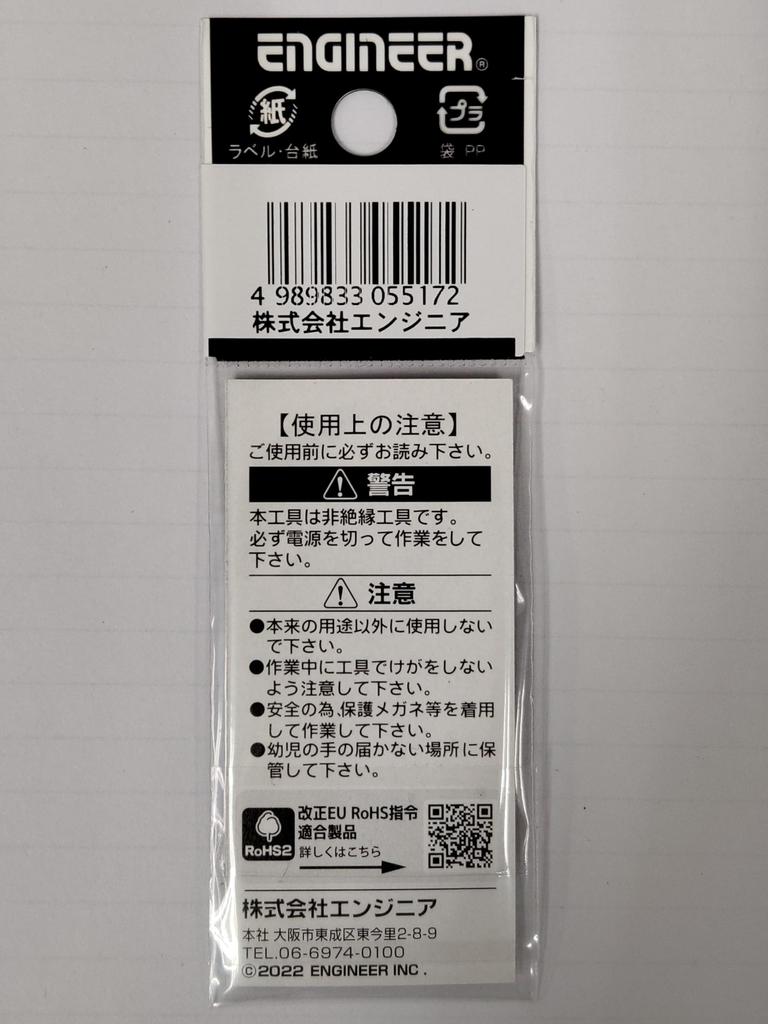 ENGINEER®
紙
プラ
ラベル・台紙
袋 PP
4 989833 055172
株式会社エンジニア
【使用上の注意】
ご使用前に必ずお読み下さい。
警告
本工具は非絶縁工具です。
必ず電源を切って作業をして
下さい。
注意
●本来の用途以外に使用しない
で下さい。
●作業中に工具でけがをしない
よう注意して下さい。
●安全の為、保護メガネ等を着用
して作業して下さい。
●幼児の手の届かない場所に保
管して下さい。
RoHS2
改正EU RoHS指令
適合製品
詳しくはこちら
株式会社エンジニア
本社 大阪市東成区東今里2-8-9
TEL.06-6974-0100
©2022 ENGINEER INC.